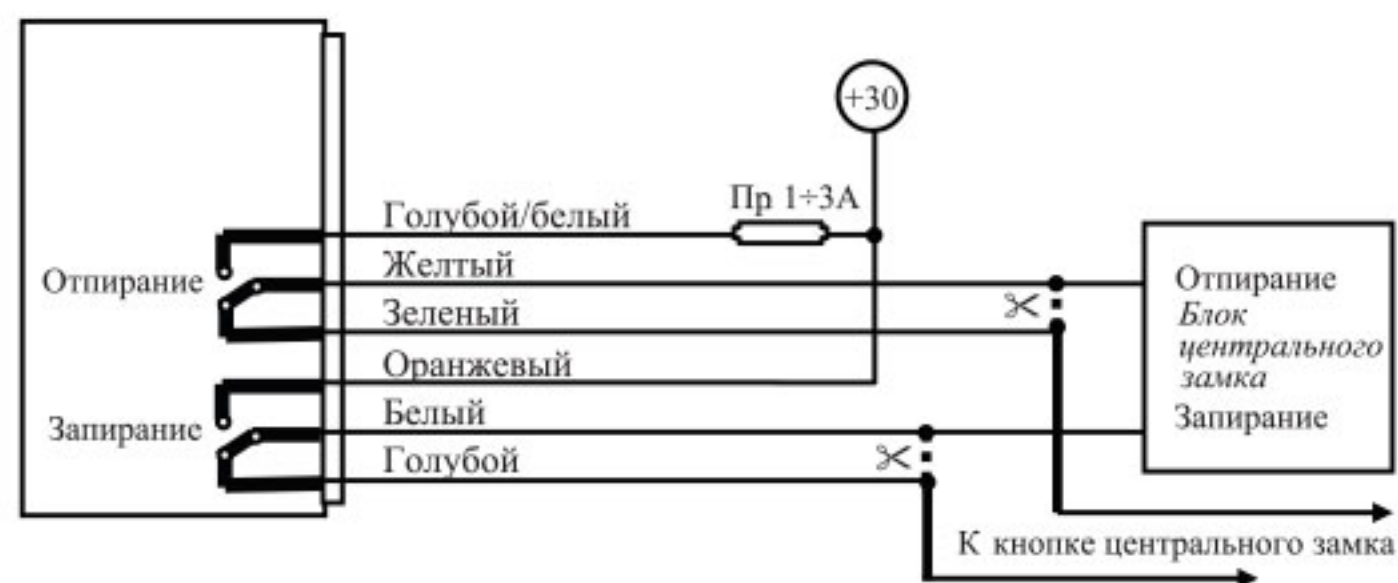 +30
Пр 1÷3А
Голубой/белый
Желтый
Зеленый
Оранжевый
Белый
Голубой
Отпирание
Запирание
Отпирание
Блок
центрального
замка
Запирание
К кнопке центрального замка